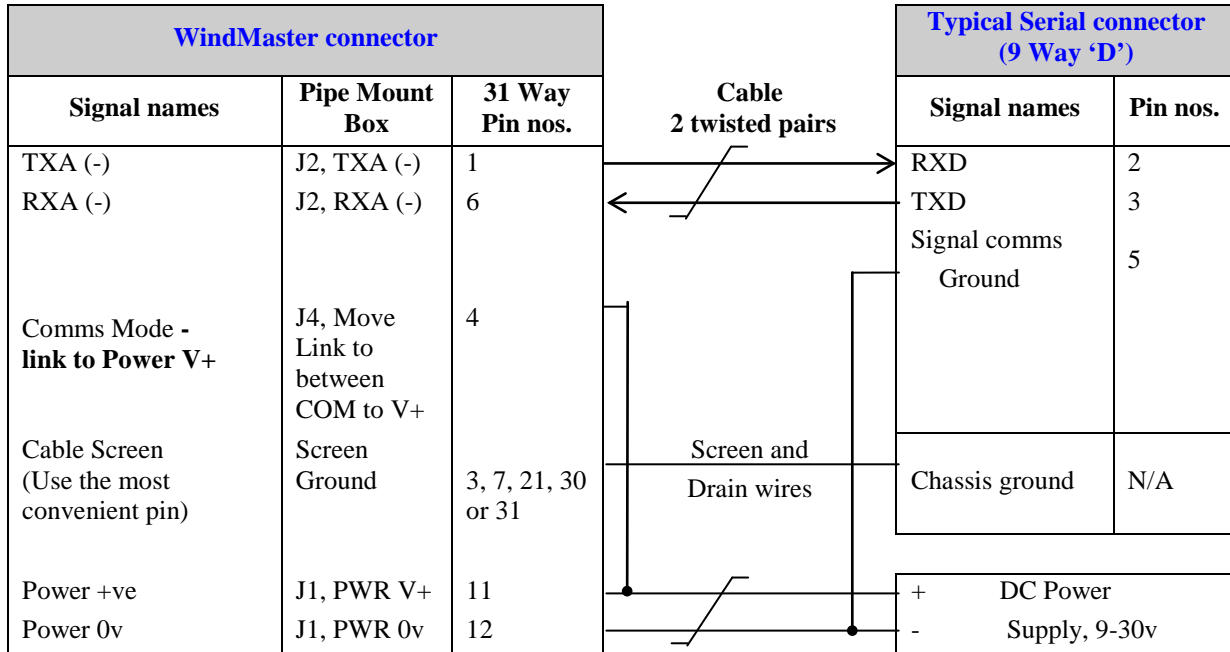 WindMaster connector
Typical Serial connector
(9 Way ‘D’)
Signal names
Pipe Mount
Box
31 Way
Pin nos.
Cable
2 twisted pairs
Signal names
Pin nos.
TXA (-)
J2, TXA (-)
1
RXD
2
RXA (-)
J2, RXA (-)
6
TXD
3
Signal comms
Ground
5
Comms Mode -
link to Power V+
J4, Move
Link to
between
COM to V+
4
Cable Screen
(Use the most
convenient pin)
Screen
Ground
3, 7, 21, 30
or 31
Screen and
Drain wires
Chassis ground
N/A
Power +ve
J1, PWR V+
11
+ DC Power
Power 0v
J1, PWR 0v
12
- Supply, 9-30v